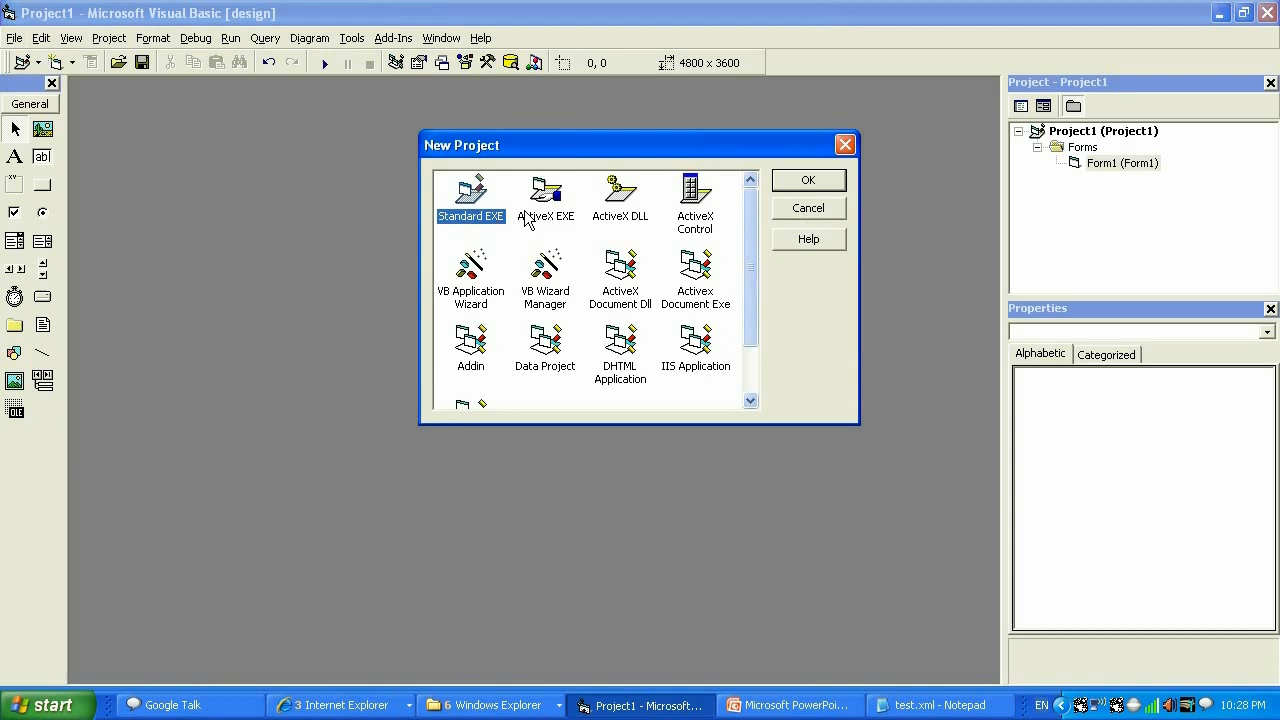 Project1 - Microsoft Visual Basic [design]
File Edit View Project Format Debug Run Query Diagram Tools Add-Ins Window Help
0, 0 4800 x 3600
General
A ab|
xv
OLE
New Project
Standard EXE ActiveX EXE ActiveX DLL ActiveX
Control
VB Application VB Wizard ActiveX Activex
Wizard Manager Document Dll Document Exe
Addin Data Project DHTML IIS Application
Application
OK
Cancel
Help
Project - Project1
Project1 (Project1)
Forms
Form1 (Form1)
Properties
Alphabetic Categorized
start Google Talk 3 Internet Explorer 6 Windows Explorer Project1 - Microsoft... Microsoft PowerPoi... test.xml - Notepad EN 10:28 PM